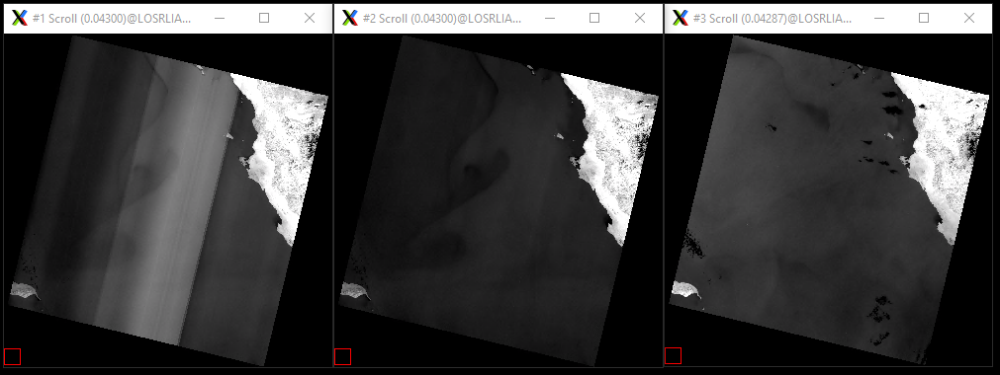 #1 Scroll (0.04300)@LOSRLIA...
#2 Scroll (0.04300)@LOSRLIA...
#3 Scroll (0.04287)@LOSRLIA...